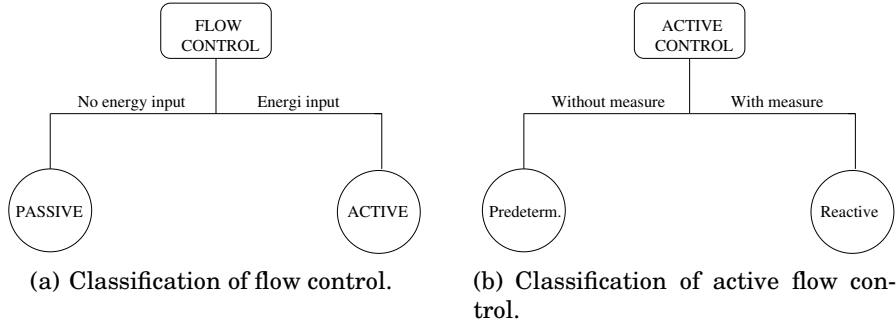 FLOW
CONTROL
No energy input
Energi input
PASSIVE
ACTIVE
(a) Classification of flow control.
ACTIVE
CONTROL
Without measure
With measure
Predeterm.
Reactive
(b) Classification of active flow con-
trol.